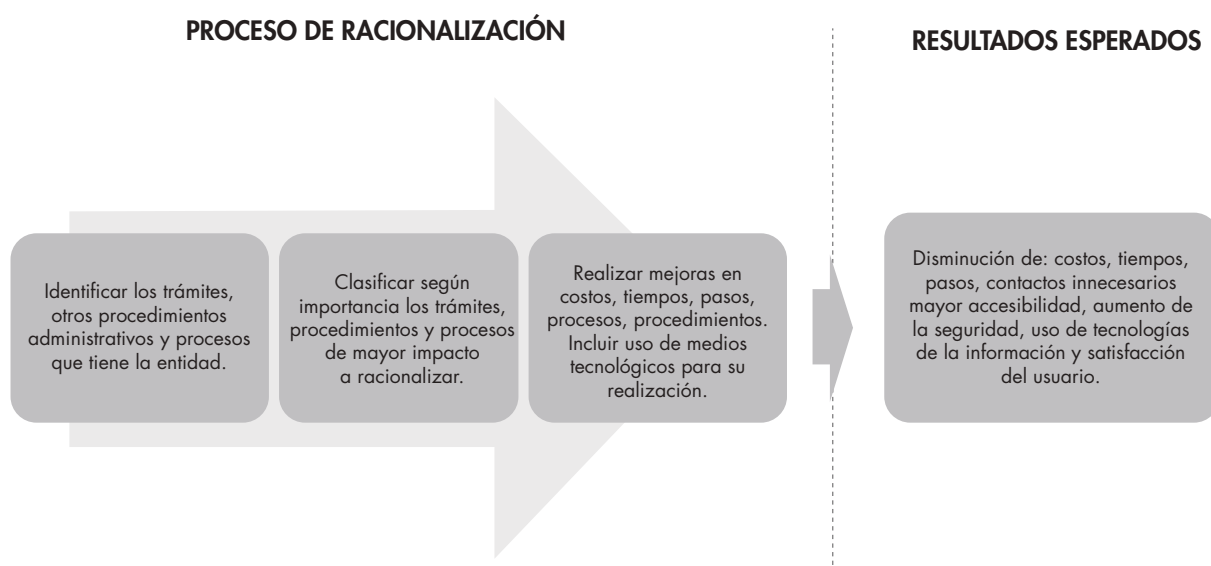 PROCESO DE RACIONALIZACIÓN
RESULTADOS ESPERADOS
Identificar los trámites,
otros procedimientos
administrativos y procesos
que tiene la entidad.
Clasificar según
importancia los trámites,
procedimientos y procesos
de mayor impacto
a racionalizar.
Realizar mejoras en
costos, tiempos, pasos,
procesos, procedimientos.
Incluir uso de medios
tecnológicos para su
realización.
Disminución de: costos, tiempos,
pasos, contactos innecesarios
mayor accesibilidad, aumento de
la seguridad, uso de tecnologías
de la información y satisfacción
del usuario.